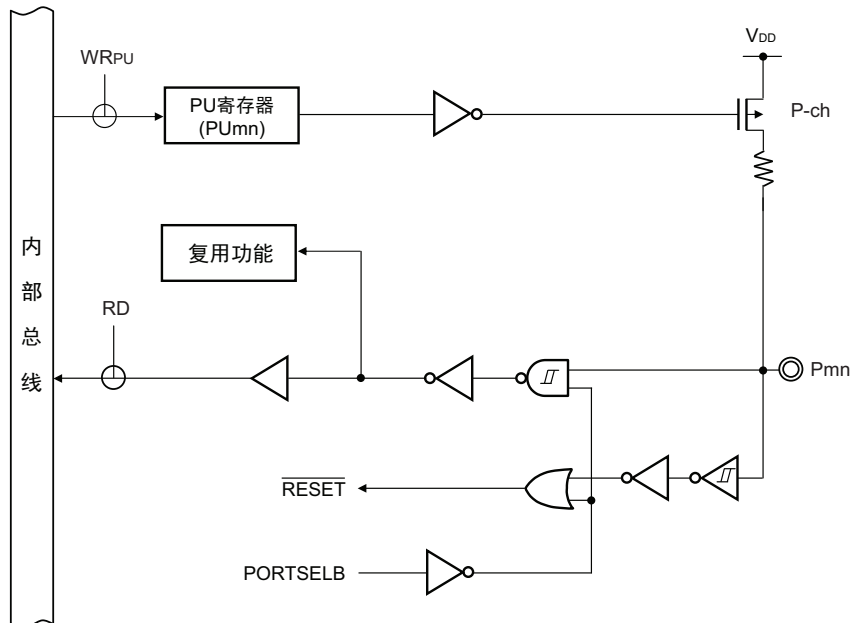 VDD
WRPU
PU寄存器
(PUmn)
P-ch
内部总线
复用功能
RD
Pmn
RESET
PORTSELB